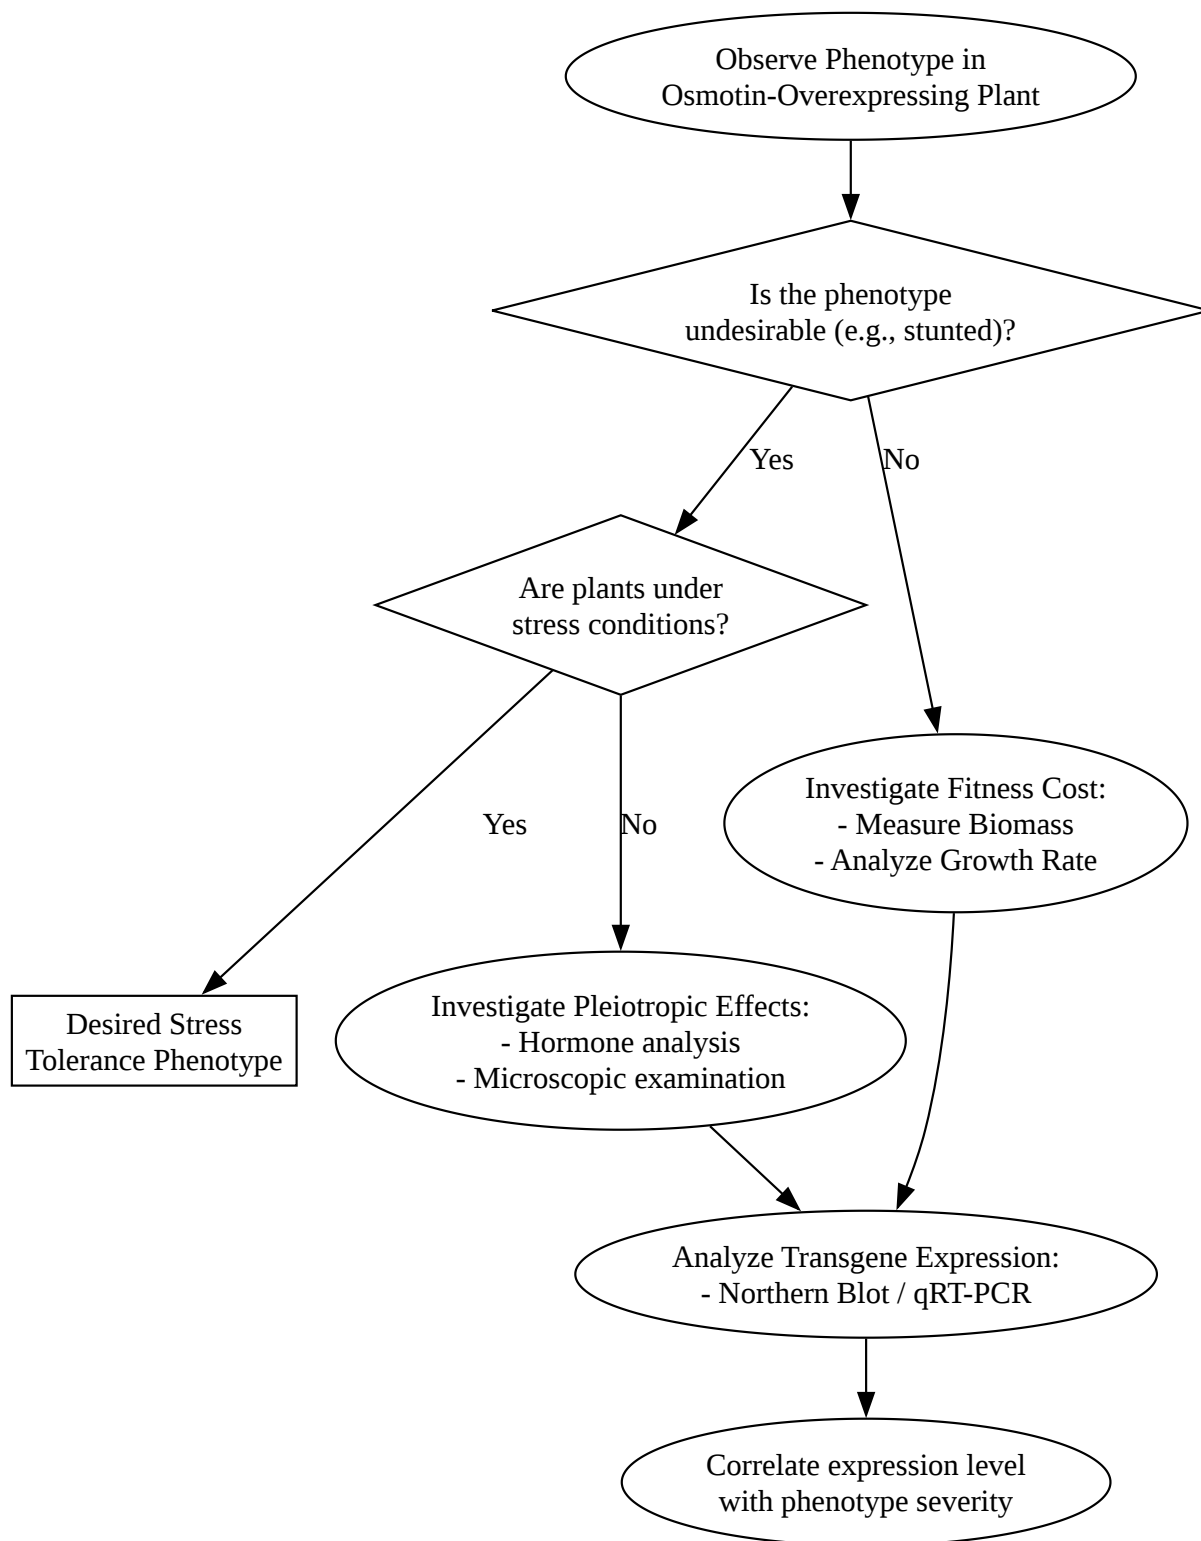 Observe Phenotype in
Osmotin-Overexpressing Plant
Is the phenotype
undesirable (e.g., stunted)?
Yes
No
Are plants under
stress conditions?
Yes
No
Investigate Fitness Cost:
- Measure Biomass
- Analyze Growth Rate
Desired Stress
Tolerance Phenotype
Investigate Pleiotropic Effects:
- Hormone analysis
- Microscopic examination
Analyze Transgene Expression:
- Northern Blot / qRT-PCR
Correlate expression level
with phenotype severity